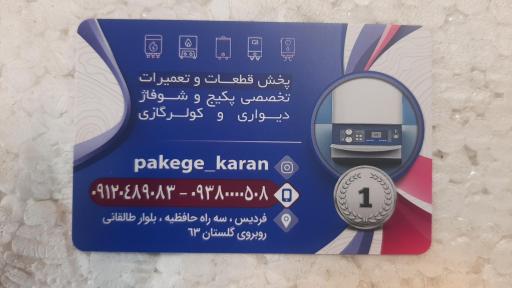 پخش قطعات و تعمیرات
تخصصی پکیج و شوفاژ
دیواری و کولرگازی
pakege_karan
۰۹۱۲۰۴۸۹۰۸۳ - ۰۹۳۸۰۰۰۰۵۰۸
فردیس ، سه راه حافظیه ، بلوار طالقانی
روبروی گلستان ۶۳
1